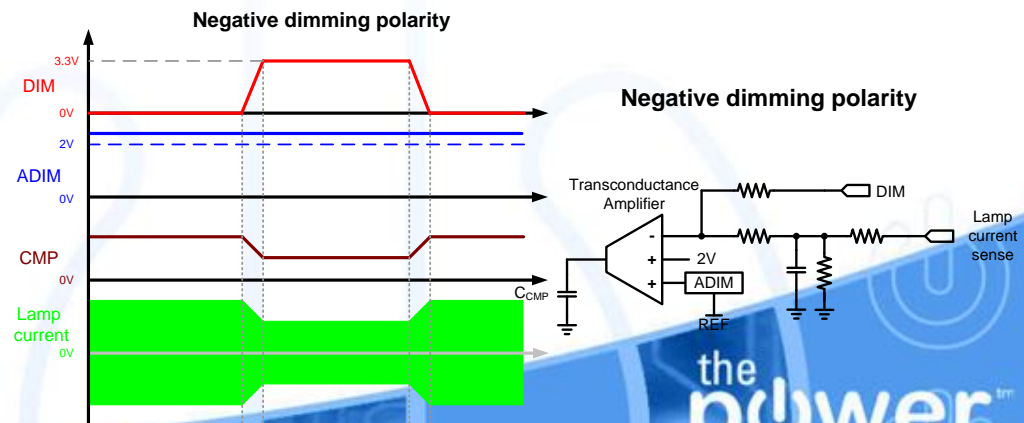 Negative dimming polarity
3.3V
DIM
0V
2V
ADIM
0V
CMP
0V
Lamp
current
0V
Negative dimming polarity
Transconductance
Amplifier
DIM
Lamp
current
sense
-
+
2V
+
ADIM
CCMP
REF
the
power™